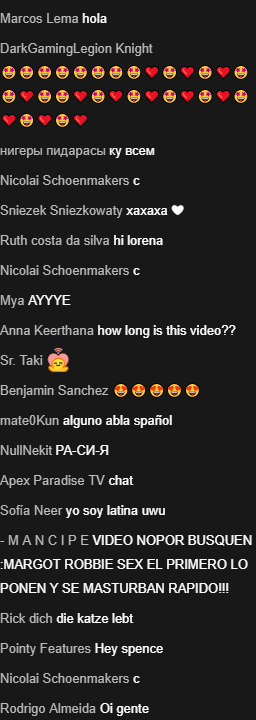 Marcos Lema hola
DarkGamingLegion Knight
🤩🤩🤩🤩🤩🤩🤩🤩❤️🤩❤️🤩❤️🤩
🤩❤️🤩🤩❤️🤩❤️🤩❤️🤩❤️🤩❤️🤩
❤️🤩❤️🤩❤️
нигеры пидарасы ку всем
Nicolai Schoenmakers c
Sniezek Sniezkowaty xaxaxa 🤍
Ruth costa da silva hi lorena
Nicolai Schoenmakers c
Mya AYYYE
Anna Keerthana how long is this video??
Sr. Taki
Benjamin Sanchez 😍😍😍😍😍
mate0Kun alguno abla spañol
NullNekit РА-СИ-Я
Apex Paradise TV chat
Sofía Neer yo soy latina uwu
- M A N C I P E VIDEO NOPOR BUSQUEN
:MARGOT ROBBIE SEX EL PRIMERO LO
PONEN Y SE MASTURBAN RAPIDO!!!
Rick dich die katze lebt
Pointy Features Hey spence
Nicolai Schoenmakers c
Rodrigo Almeida Oi gente